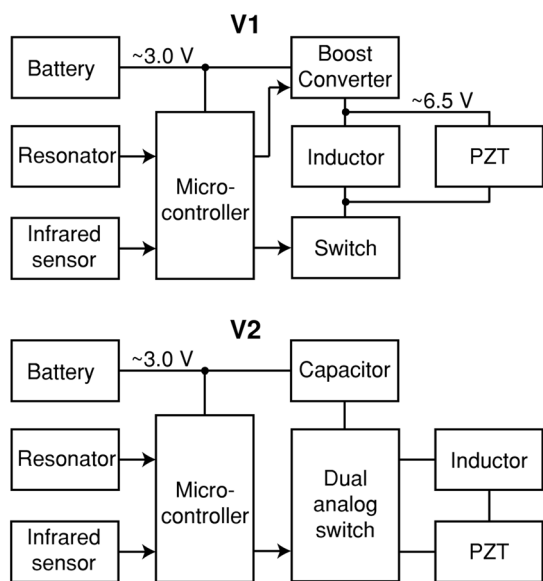 V1
Battery
~3.0 V
Boost
Converter
~6.5 V
Resonator
Micro-
controller
Inductor
PZT
Infrared
sensor
Switch
V2
Battery
~3.0 V
Capacitor
Resonator
Micro-
controller
Dual
analog
switch
Inductor
Infrared
sensor
PZT